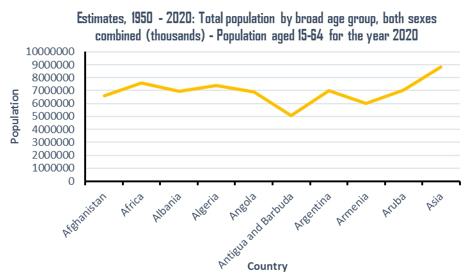 Estimates, 1950 - 2020: Total population by broad age group, both sexes
combined (thousands) - Population aged 15-64 for the year 2020
10000000
9000000
8000000
7000000
6000000
5000000
4000000
3000000
2000000
1000000
0
Population
Afghanistan
Africa
Albania
Algeria
Angola
Antigua and Barbuda
Argentina
Armenia
Aruba
Asia
Country